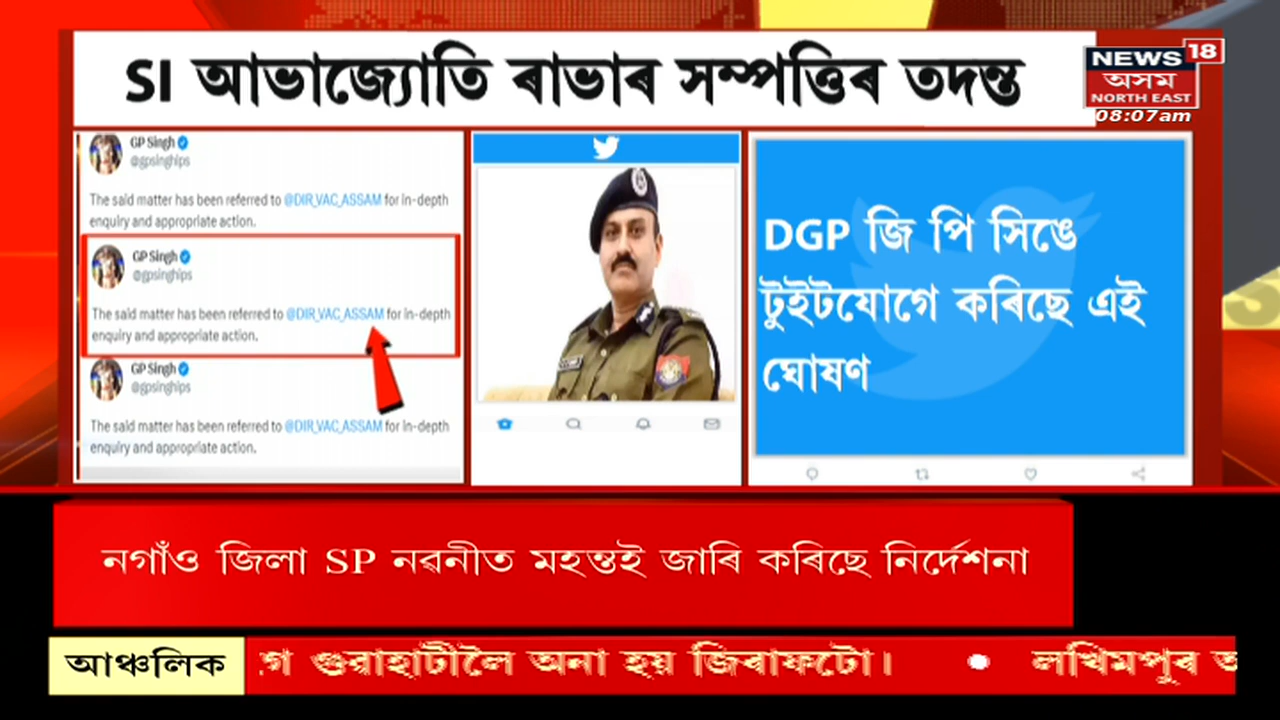 SI আভাজ্যোতি ৰাভাৰ সম্পত্তিৰ তদন্ত
NEWS 18
অসম
NORTH EAST
08:07am
GP Singh
@gpsinghips
The said matter has been referred to @DIR_VAC_ASSAM for in-depth
enquiry and appropriate action.
GP Singh
@gpsinghips
The said matter has been referred to @DIR_VAC_ASSAM for in-depth
enquiry and appropriate action.
GP Singh
@gpsinghips
The said matter has been referred to @DIR_VAC_ASSAM for in-depth
enquiry and appropriate action.
DGP জি পি সিঙে
টুইটযোগে কৰিছে এই
ঘোষণ
নগাঁও জিলা SP নৱনীত মহন্তই জাৰি কৰিছে নিৰ্দেশনা
আঞ্চলিক
গুৱাহাটীলৈ অনা হয় জিৰাফটো। • লখিমপুৰ